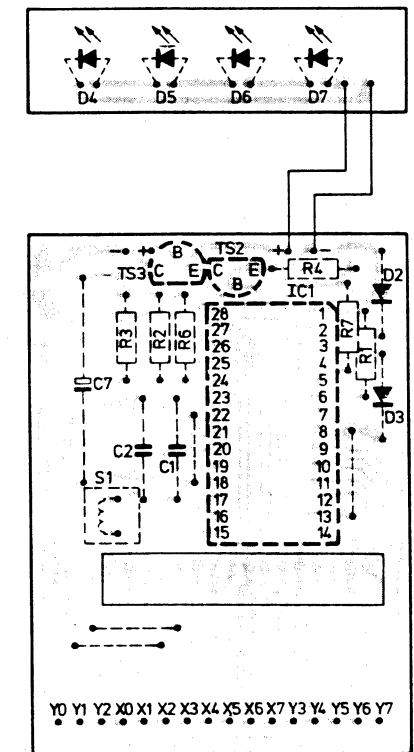 D4 D5 D6 D7
- + B TS2 + -
TS3 C E C E R4
B IC1 D2
28 1
27 2
26 3
25 4
24 5
23 6
22 7
21 8
20 9
19 10
18 11
17 12
16 13
15 14
R3 R2 R6 R7 R1
D3
C7
C2 C1
S1
Y0 Y1 Y2 X0 X1 X2 X3 X4 X5 X6 X7 Y3 Y4 Y5 Y6 Y7